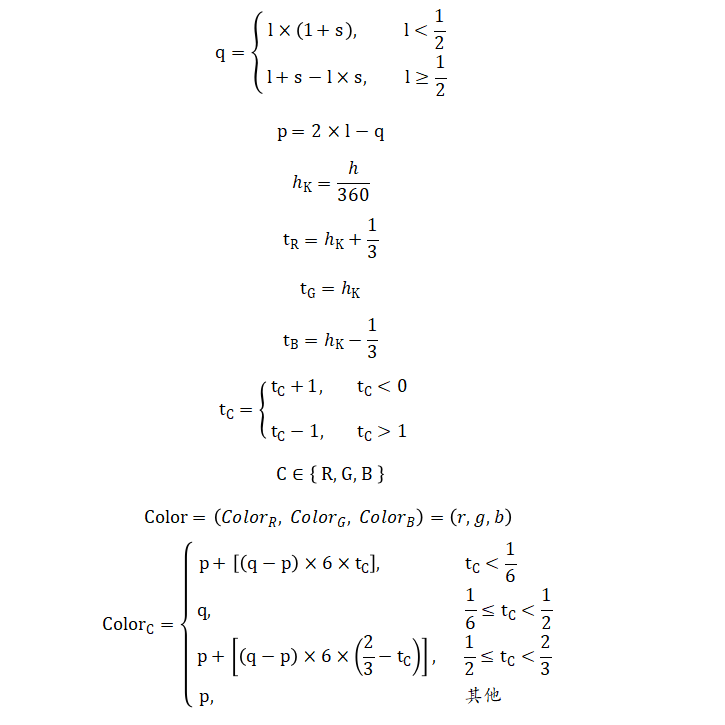 q = { l × (1 + s), l < 1/2
l + s − l × s, l ≥ 1/2
p = 2 × l − q
h_K = h/360
t_R = h_K + 1/3
t_G = h_K
t_B = h_K − 1/3
t_C = { t_C + 1, t_C < 0
t_C − 1, t_C > 1
C ∈ { R, G, B }
Color = (Color_R, Color_G, Color_B) = (r, g, b)
Color_C = { p + [(q − p) × 6 × t_C], t_C < 1/6
q, 1/6 ≤ t_C < 1/2
p + [(q − p) × 6 × (2/3 − t_C)], 1/2 ≤ t_C < 2/3
p, 其他